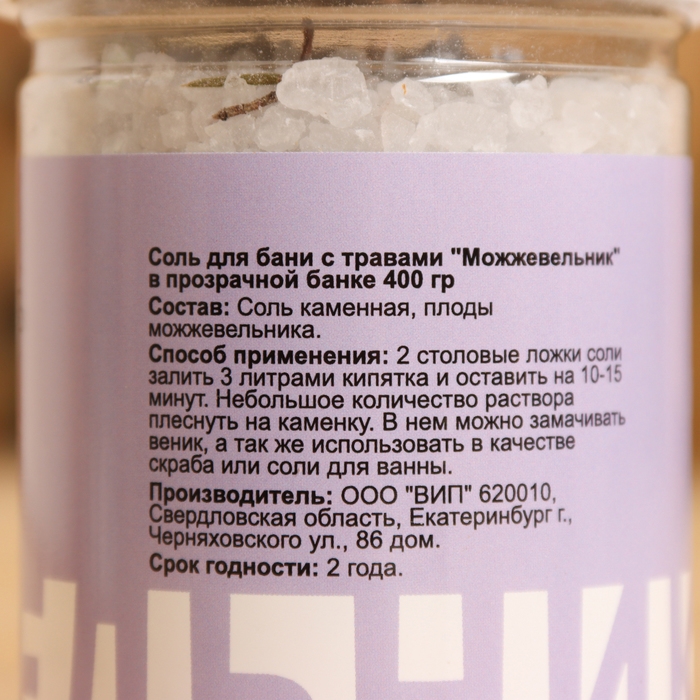 Соль для бани с травами "Можжевельник"
в прозрачной банке 400 гр
Состав: Соль каменная, плоды
можжевельника.
Способ применения: 2 столовые ложки соли
залить 3 литрами кипятка и оставить на 10-15
минут. Небольшое количество раствора
плеснуть на каменку. В нем можно замачивать
веник, а так же использовать в качестве
скраба или соли для ванны.
Производитель: ООО "ВИП" 620010,
Свердловская область, Екатеринбург г.,
Черняховского ул., 86 дом.
Срок годности: 2 года.